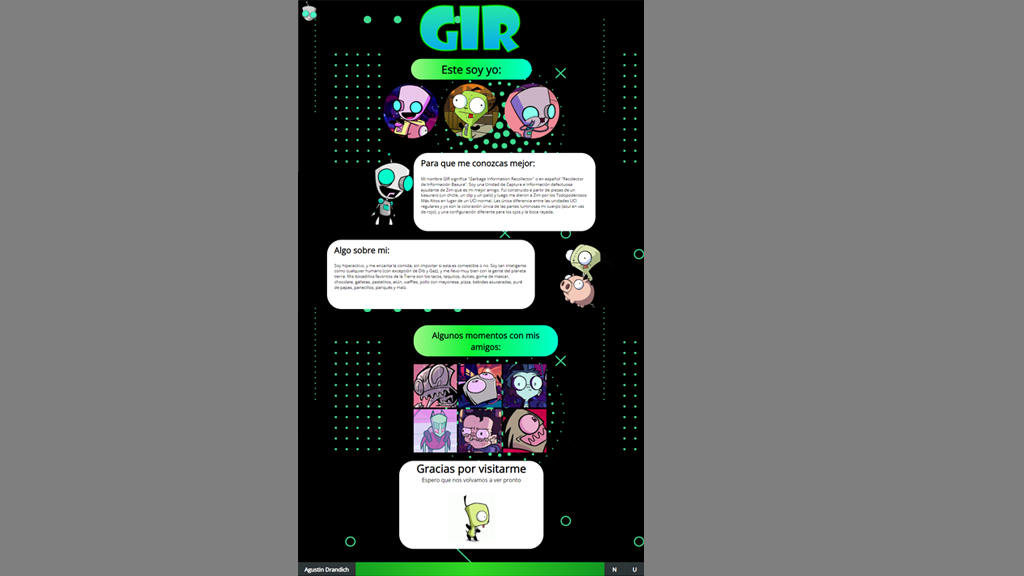 GIR
Este soy yo:
Para que me conozcas mejor:
Mi nombre GIR significa "Garbage Information Recollector" o en español "Recolector
de Información Basura". Soy una Unidad de Captura e Información defectuosa
ayudante de Zim que es mi mejor amigo. Fui construido a partir de piezas de un
basurero (un chicle, un clip y un palo) y luego me dieron a Zim por los Todopoderosos
Más Altos en lugar de un UCI normal. Las única diferencia entre las unidades UCI
regulares y yo son la coloración única de las partes luminosas mi cuerpo (azul en vez
de rojo), y una configuración diferente para los ojos y la boca rayada.
Algo sobre mi:
Soy hiperactivo, y me encanta la comida, sin importar si esta es comestible o no. Soy tan inteligente
como cualquier humano (con excepción de Dib y Gaz), y me llevo muy bien con la gente del planeta
tierra. Mis bocadillos favoritos de la Tierra son los tacos, taquitos, dulces, goma de mascar,
chocolate, galletas, pastelitos, atún, waffles, pollo con mayonesa, pizza, bebidas azucaradas, puré
de papas, panecillos, panqués y maíz.
Algunos momentos con mis
amigos:
Gracias por visitarme
Espero que nos volvamos a ver pronto
Agustin Drandich
N U